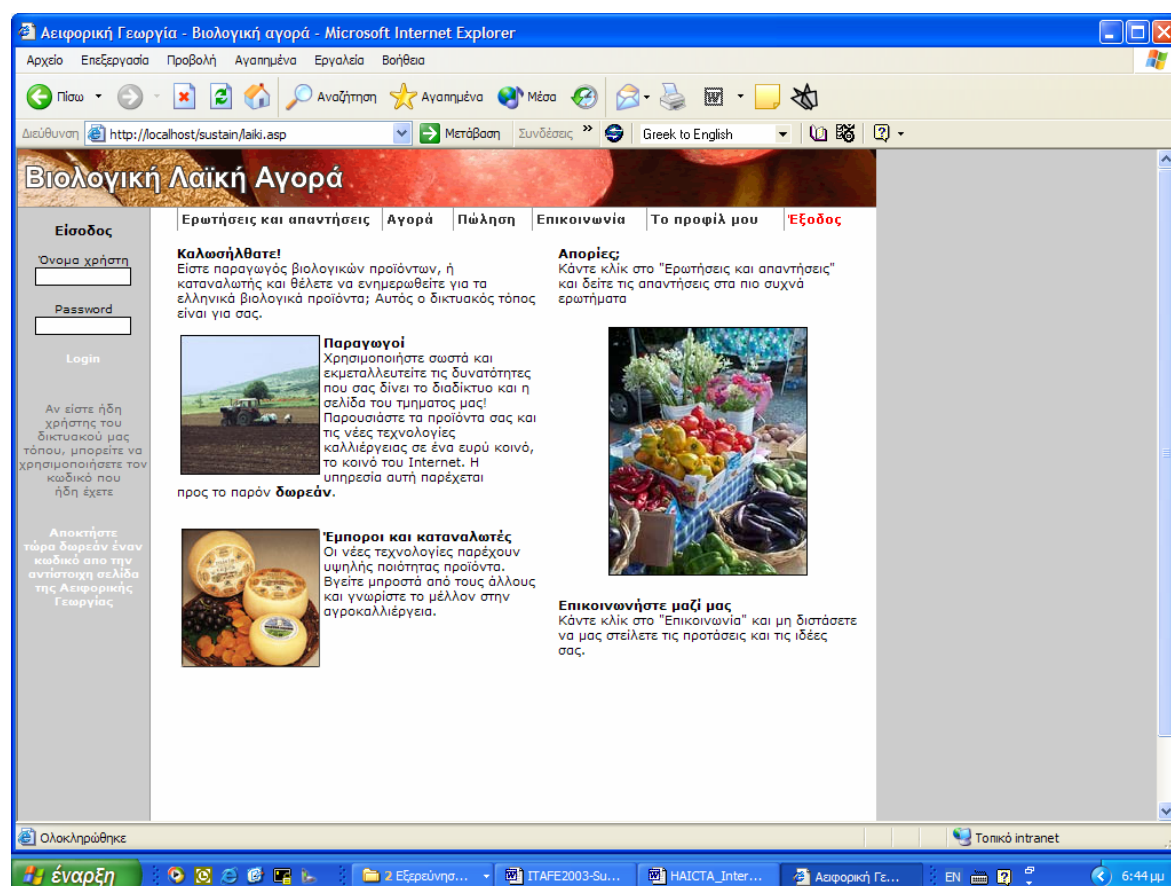 Αειφορική Γεωργία - Βιολογική αγορά - Microsoft Internet Explorer
Αρχείο Επεξεργασία Προβολή Αγαπημένα Εργαλεία Βοήθεια
Πίσω Αναζήτηση Αγαπημένα Μέσα
Διεύθυνση http://localhost/sustain/laiki.asp Μετάβαση Συνδέσεις » Greek to English
Βιολογική Λαϊκή Αγορά
Ερωτήσεις και απαντήσεις Αγορά Πώληση Επικοινωνία Το προφίλ μου Έξοδος
Είσοδος
Όνομα χρήστη
Password
Login
Αν είστε ήδη
χρήστης του
δικτυακού μας
τόπου, μπορείτε να
χρησιμοποιήσετε τον
κωδικό που
ήδη έχετε
Αποκτήστε
τώρα δωρεάν έναν
κωδικό απο την
αντίστοιχη σελίδα
της Αειφορικής
Γεωργίας
Καλωσήλθατε!
Είστε παραγωγός βιολογικών προϊόντων, ή
καταναλωτής και θέλετε να ενημερωθείτε για τα
ελληνικά βιολογικά προϊόντα; Αυτός ο δικτυακός τόπος
είναι για σας.
Παραγωγοί
Χρησιμοποιήστε σωστά και
εκμεταλλευτείτε τις δυνατότητες
που σας δίνει το διαδίκτυο και η
σελίδα του τμηματος μας!
Παρουσιάστε τα προϊόντα σας και
τις νέες τεχνολογίες
καλλιέργειας σε ένα ευρύ κοινό,
το κοινό του Internet. Η
υπηρεσία αυτή παρέχεται
προς το παρόν δωρεάν.
Έμποροι και καταναλωτές
Οι νέες τεχνολογίες παρέχουν
υψηλής ποιότητας προϊόντα.
Βγείτε μπροστά από τους άλλους
και γνωρίστε το μέλλον στην
αγροκαλλιέργεια.
Απορίες;
Κάντε κλίκ στο "Ερωτήσεις και απαντήσεις"
και δείτε τις απαντήσεις στα πιο συχνά
ερωτήματα
Επικοινωνήστε μαζί μας
Κάντε κλίκ στο "Επικοινωνία" και μη διστάσετε
να μας στείλετε τις προτάσεις και τις ιδέες
σας.
Ολοκληρώθηκε Τοπικό intranet
έναρξη 2 Εξερεύνησ... ITAFE2003-Su... HAICTA_Inter... Αειφορική Γε... EN 6:44 μμ